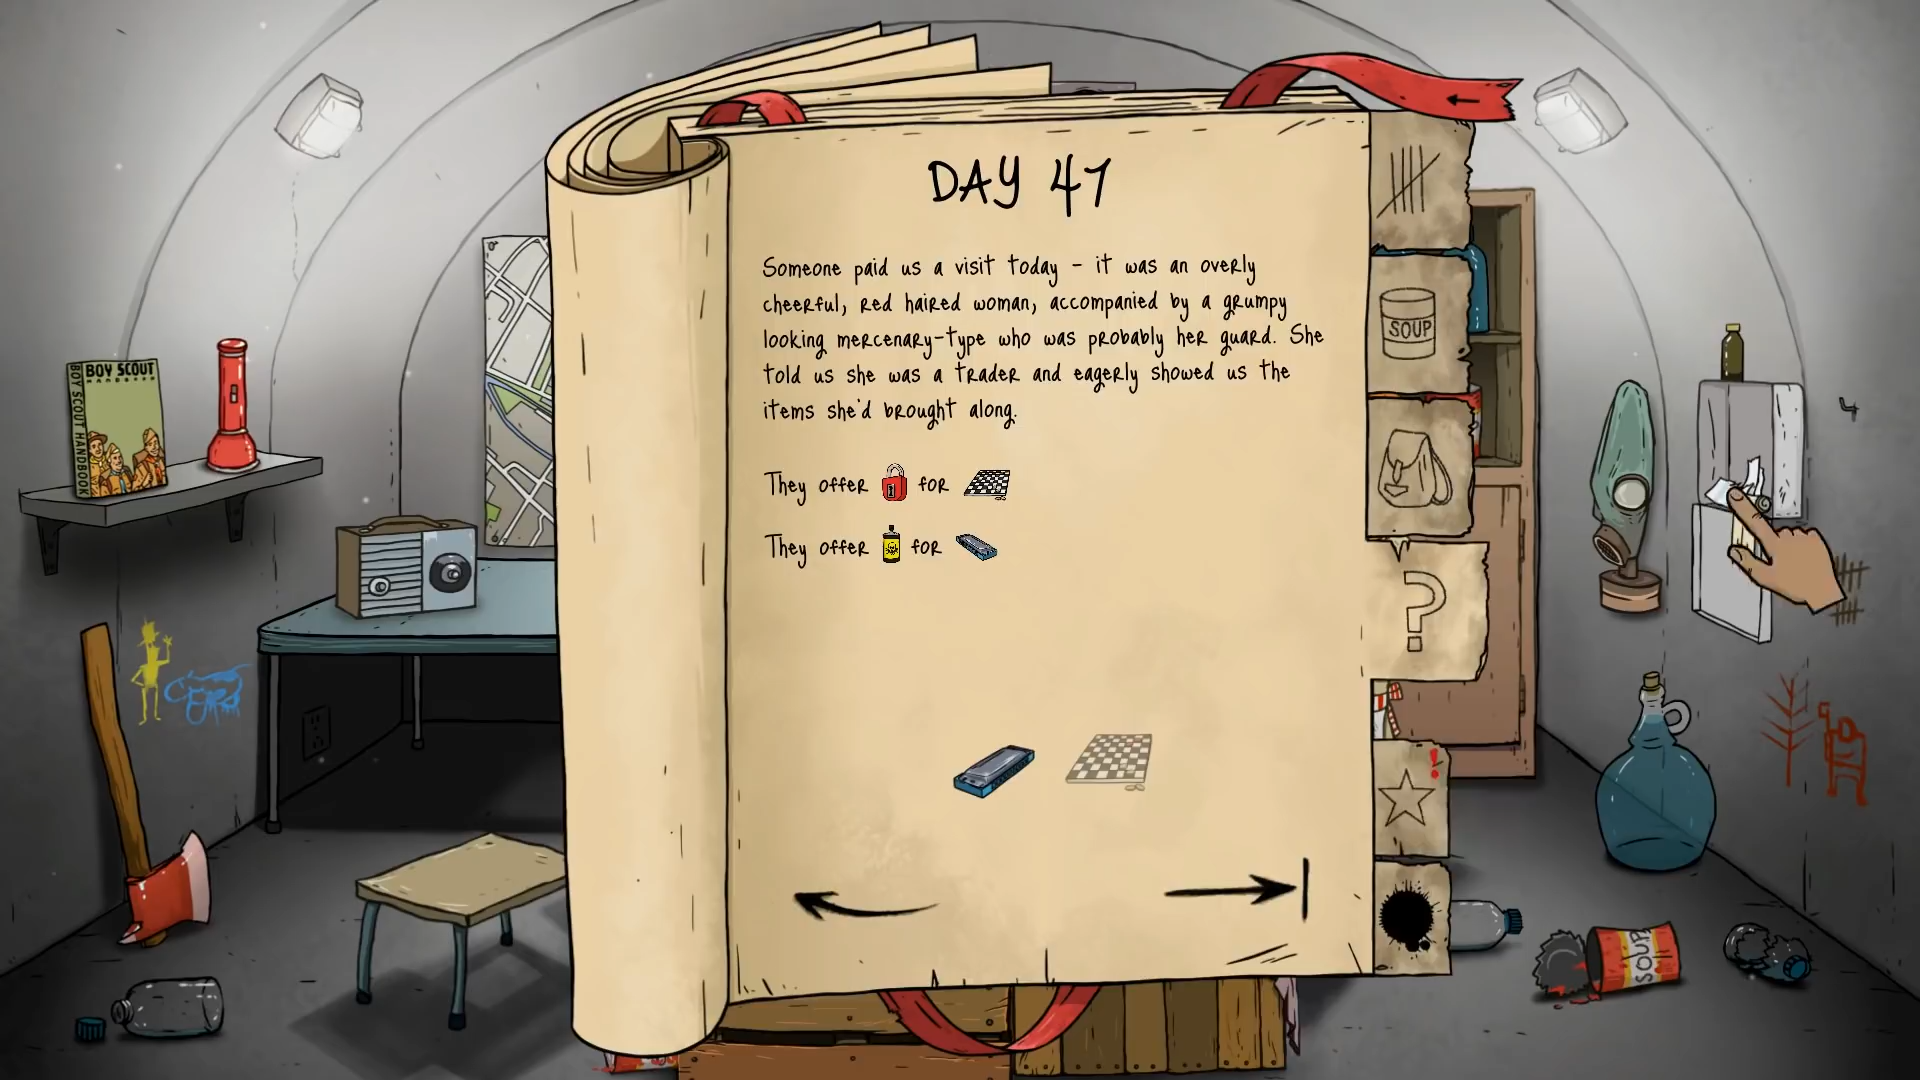 DAY 47
Someone paid us a visit today - it was an overly
cheerful, red haired woman, accompanied by a grumpy
looking mercenary-type who was probably her guard. She
told us she was a trader and eagerly showed us the
items she'd brought along.
They offer for
They offer for
SOUP
BOY SCOUT
HANDBOOK
BOY SCOUT HANDBOOK
SOUP